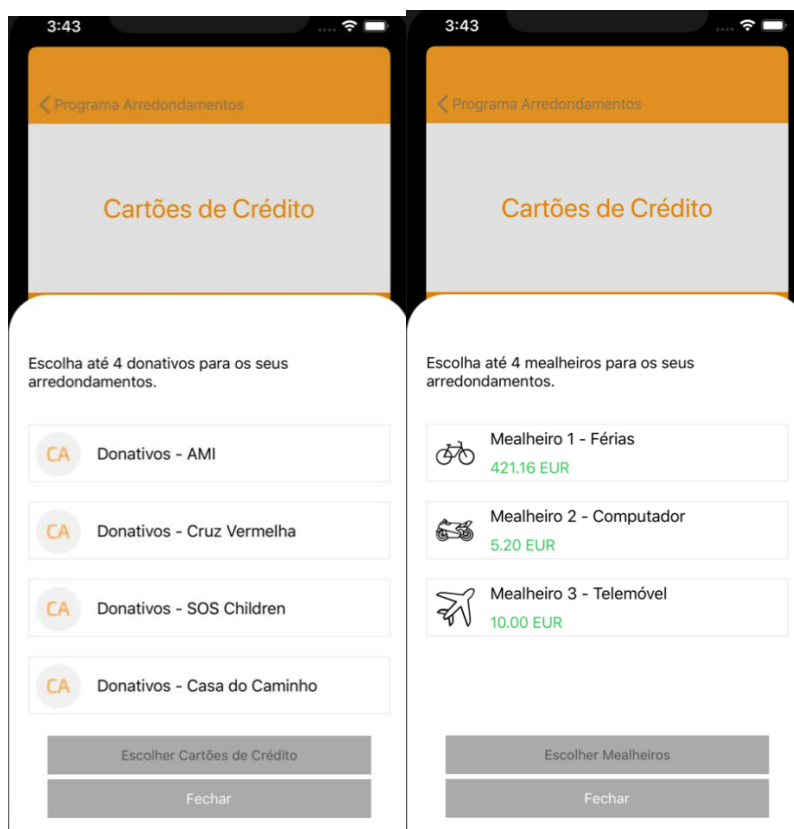 3:43
Programa Arredondamentos
Cartões de Crédito
Escolha até 4 donativos para os seus
arredondamentos.
CA Donativos - AMI
CA Donativos - Cruz Vermelha
CA Donativos - SOS Children
CA Donativos - Casa do Caminho
Escolher Cartões de Crédito
Fechar
3:43
Programa Arredondamentos
Cartões de Crédito
Escolha até 4 mealheiros para os seus
arredondamentos.
Mealheiro 1 - Férias
421.16 EUR
Mealheiro 2 - Computador
5.20 EUR
Mealheiro 3 - Telemóvel
10.00 EUR
Escolher Mealheiros
Fechar